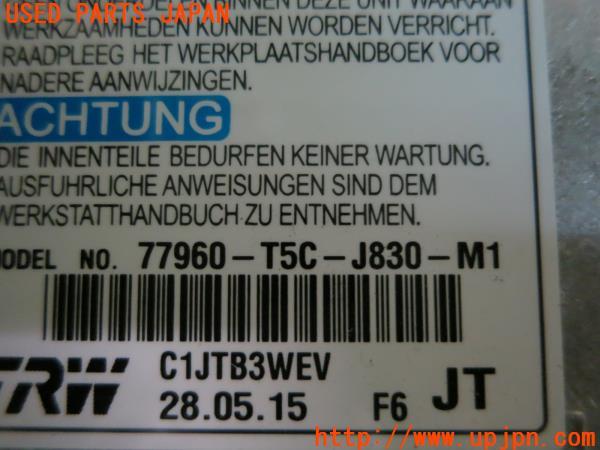 USED PARTS JAPAN
WERKZAAMHEDEN KUNNEN WORDEN VERRICHT.
RAADPLEEG HET WERKPLAATSHANDBOEK VOOR
NADERE AANWIJZINGEN.
ACHTUNG
DIE INNENTEILE BEDURFEN KEINER WARTUNG.
AUSFUHRLICHE ANWEISUNGEN SIND DEM
WERKSTATTHANDBUCH ZU ENTNEHMEN.
MODEL NO. 77960-T5C-J830-M1
TRW C1JTB3WEV
28.05.15 F6 JT
http://www.upjpn.com/